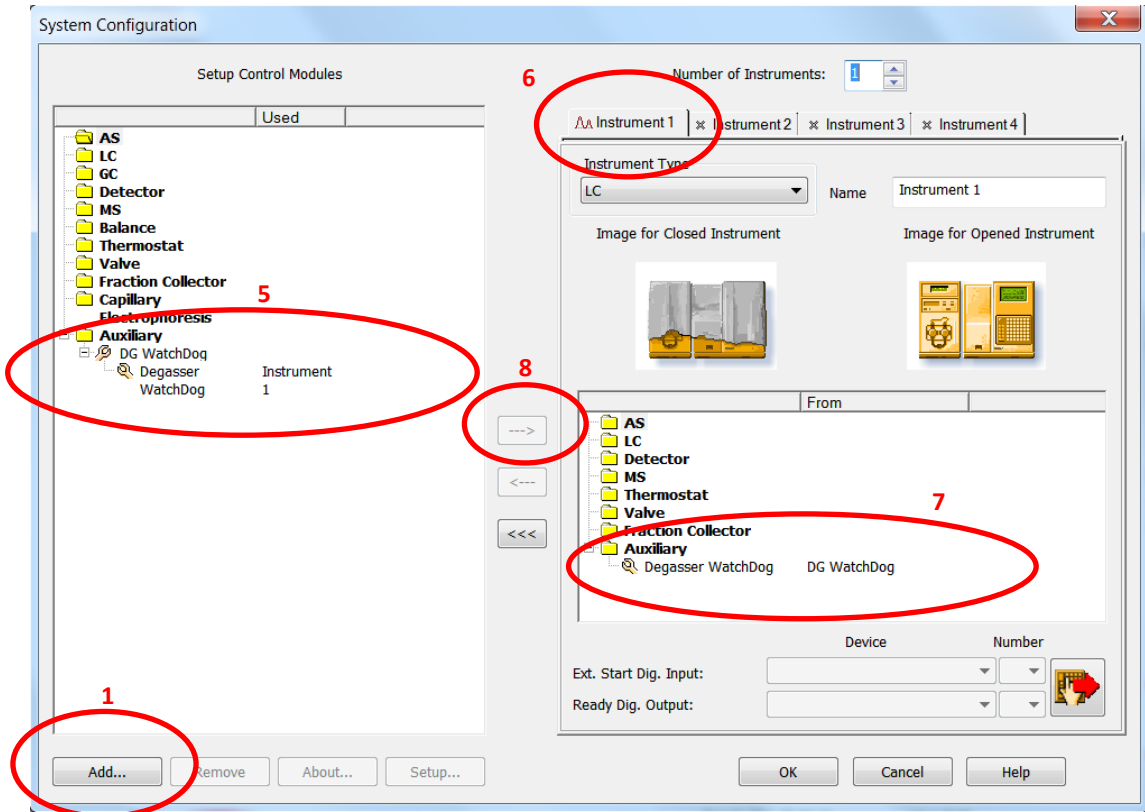 System Configuration
X
Setup Control Modules
6
Number of Instruments: 1
Used
AS
LC
GC
Detector
MS
Balance
Thermostat
Valve
Fraction Collector
Capillary
Electrophoresis
5
Auxiliary
DG WatchDog
Degasser Instrument
WatchDog 1
Instrument 1 Instrument 2 Instrument 3 Instrument 4
Instrument Type
LC Name Instrument 1
Image for Closed Instrument Image for Opened Instrument
8
--->
<---
<<<
From
AS
LC
Detector
MS
Thermostat
Valve
7
Fraction Collector
Auxiliary
Degasser WatchDog DG WatchDog
Device Number
Ext. Start Dig. Input:
Ready Dig. Output:
1
Add... Remove About... Setup... OK Cancel Help